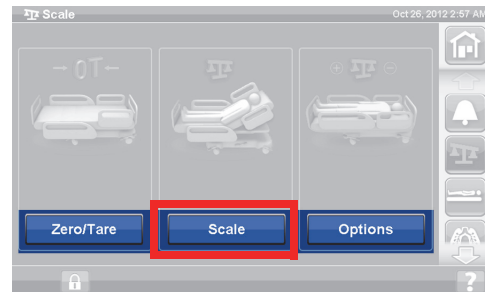 Scale Oct 26, 2012 2:57 AM
→ 0T ←
Zero/Tare Scale Options
?